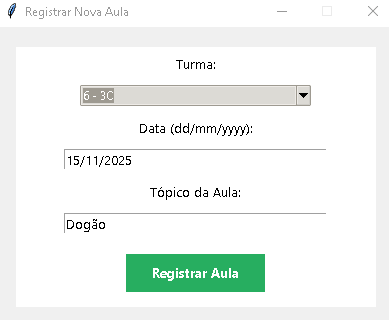 Registrar Nova Aula
Turma:
6 - 3C
Data (dd/mm/yyyy):
15/11/2025
Tópico da Aula:
Dogão
Registrar Aula